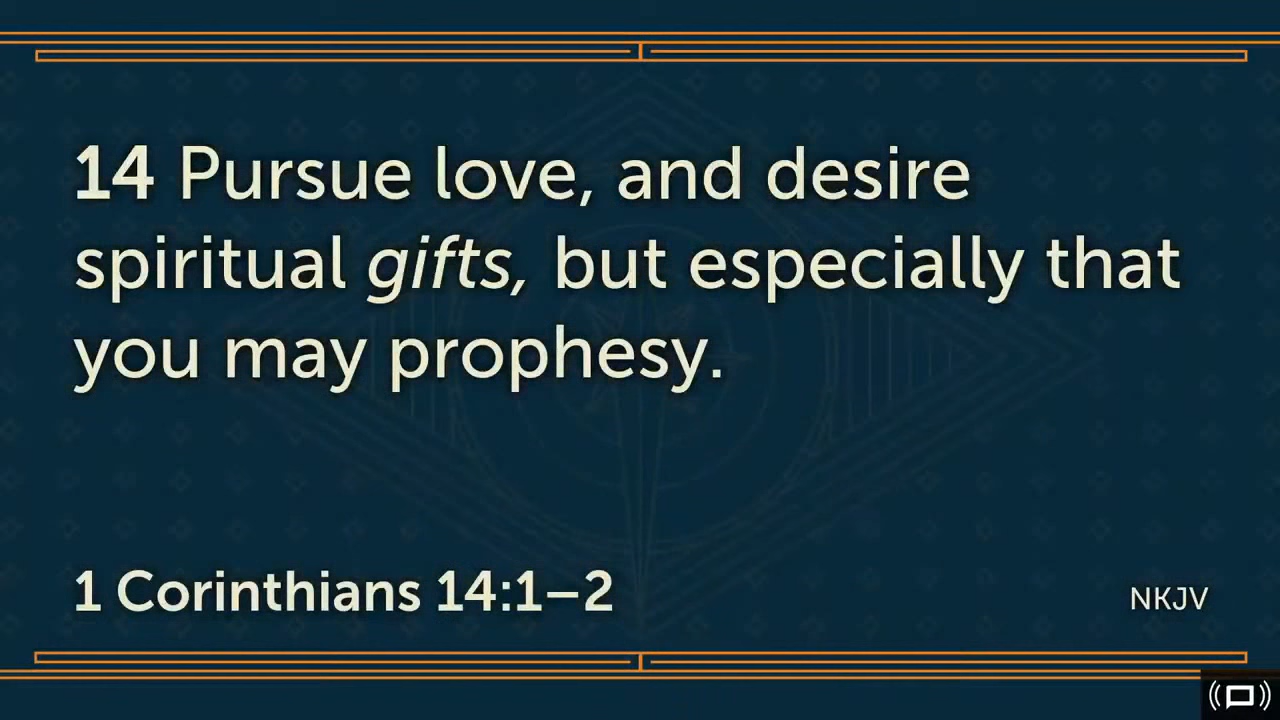 14 Pursue love, and desire
spiritual gifts, but especially that
you may prophesy.
1 Corinthians 14:1–2
NKJV